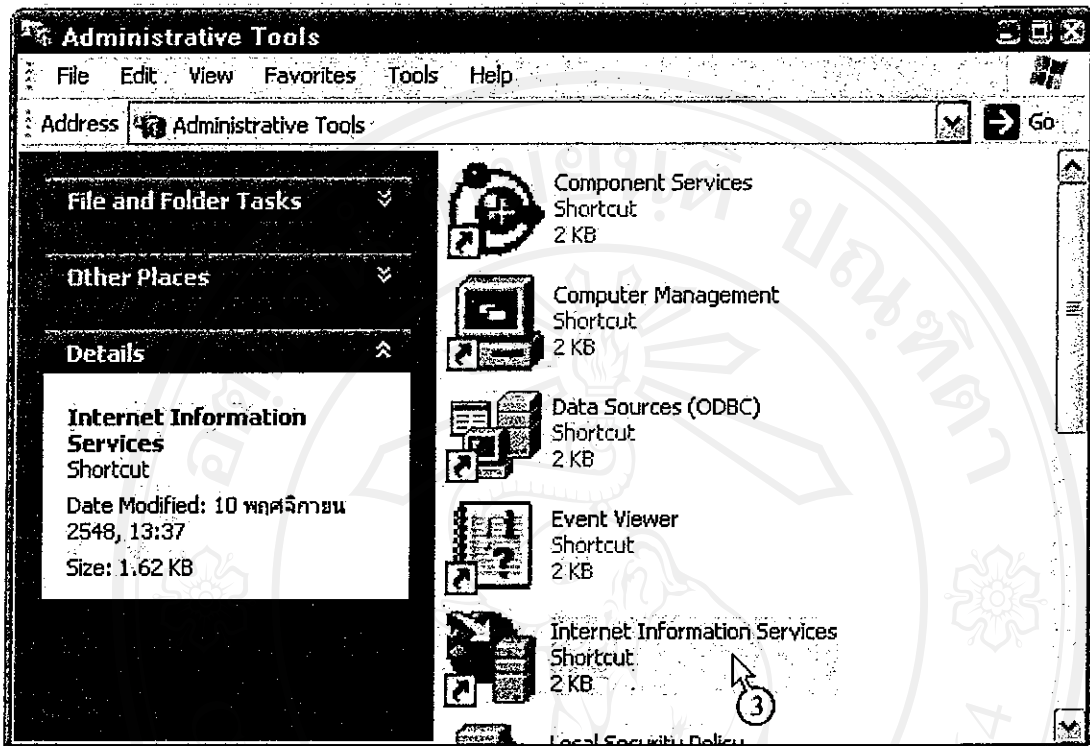 Administrative Tools
File Edit View Favorites Tools Help
Address Administrative Tools Go
File and Folder Tasks
Other Places
Details
Internet Information
Services
Shortcut
Date Modified: 10 พฤศจิกายน
2548, 13:37
Size: 1.62 KB
Component Services
Shortcut
2 KB
Computer Management
Shortcut
2 KB
Data Sources (ODBC)
Shortcut
2 KB
Event Viewer
Shortcut
2 KB
Internet Information Services
Shortcut
2 KB
3
Local Security Policy